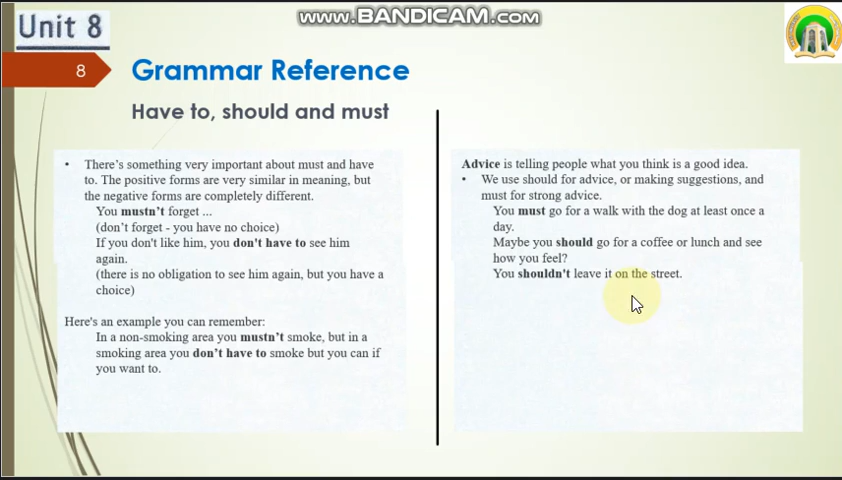 www.BANDICAM.com
Unit 8
8
Grammar Reference
Have to, should and must
• There's something very important about must and have
to. The positive forms are very similar in meaning, but
the negative forms are completely different.
You mustn't forget ...
(don't forget - you have no choice)
If you don't like him, you don't have to see him
again.
(there is no obligation to see him again, but you have a
choice)
Here's an example you can remember:
In a non-smoking area you mustn't smoke, but in a
smoking area you don't have to smoke but you can if
you want to.
Advice is telling people what you think is a good idea.
• We use should for advice, or making suggestions, and
must for strong advice.
You must go for a walk with the dog at least once a
day.
Maybe you should go for a coffee or lunch and see
how you feel?
You shouldn't leave it on the street.